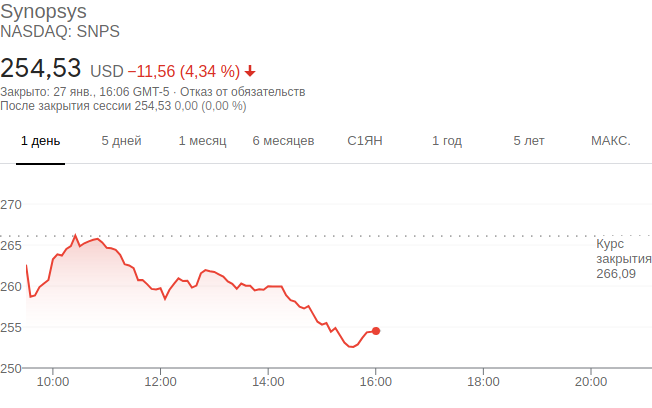 Synopsys
NASDAQ: SNPS
254,53 USD −11,56 (4,34 %)
Закрыто: 27 янв., 16:06 GMT-5 · Отказ от обязательств
После закрытия сессии 254,53 0,00 (0,00 %)
1 день 5 дней 1 месяц 6 месяцев С1ЯН 1 год 5 лет МАКС.
270
265
260
255
250
Курс
закрытия
266,09
10:00 12:00 14:00 16:00 18:00 20:00